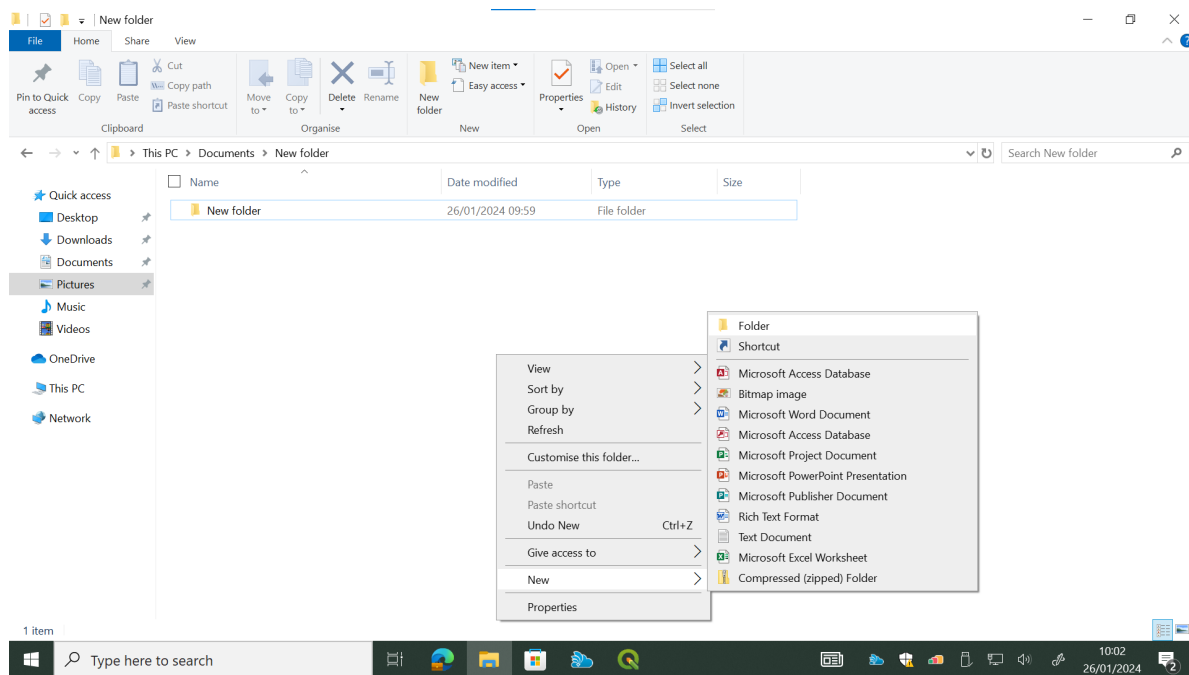 New folder
File Home Share View
Pin to Quick access
Copy
Paste
Cut
Copy path
Paste shortcut
Clipboard
Move to
Copy to
Delete
Rename
Organise
New folder
New item
Easy access
New
Properties
Open
Edit
History
Open
Select all
Select none
Invert selection
Select
This PC > Documents > New folder
Search New folder
Name Date modified Type Size
New folder 26/01/2024 09:59 File folder
Quick access
Desktop
Downloads
Documents
Pictures
Music
Videos
OneDrive
This PC
Network
View
Sort by
Group by
Refresh
Customise this folder...
Paste
Paste shortcut
Undo New Ctrl+Z
Give access to
New
Properties
Folder
Shortcut
Microsoft Access Database
Bitmap image
Microsoft Word Document
Microsoft Access Database
Microsoft Project Document
Microsoft PowerPoint Presentation
Microsoft Publisher Document
Rich Text Format
Text Document
Microsoft Excel Worksheet
Compressed (zipped) Folder
1 item
Type here to search
10:02
26/01/2024
2